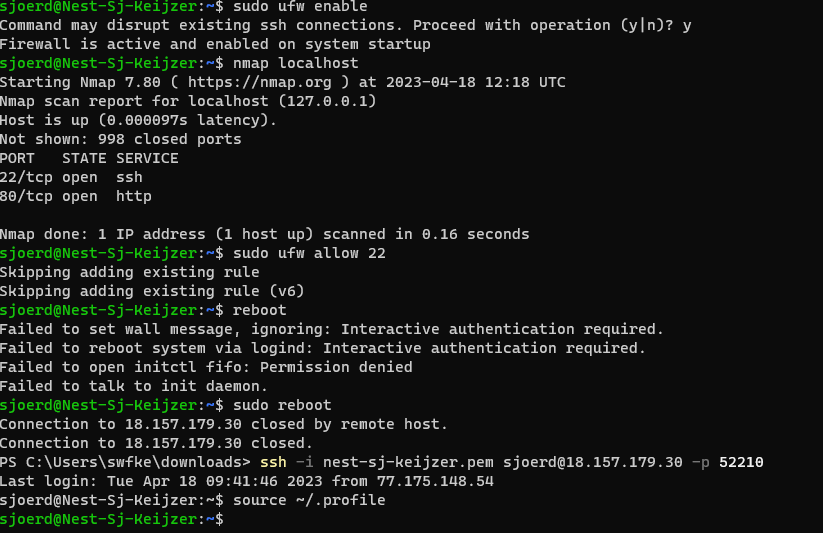 sjoerd@Nest-Sj-Keijzer:~$ sudo ufw enable
Command may disrupt existing ssh connections. Proceed with operation (y|n)? y
Firewall is active and enabled on system startup
sjoerd@Nest-Sj-Keijzer:~$ nmap localhost
Starting Nmap 7.80 ( https://nmap.org ) at 2023-04-18 12:18 UTC
Nmap scan report for localhost (127.0.0.1)
Host is up (0.000097s latency).
Not shown: 998 closed ports
PORT   STATE SERVICE
22/tcp open  ssh
80/tcp open  http
Nmap done: 1 IP address (1 host up) scanned in 0.16 seconds
sjoerd@Nest-Sj-Keijzer:~$ sudo ufw allow 22
Skipping adding existing rule
Skipping adding existing rule (v6)
sjoerd@Nest-Sj-Keijzer:~$ reboot
Failed to set wall message, ignoring: Interactive authentication required.
Failed to reboot system via logind: Interactive authentication required.
Failed to open initctl fifo: Permission denied
Failed to talk to init daemon.
sjoerd@Nest-Sj-Keijzer:~$ sudo reboot
Connection to 18.157.179.30 closed by remote host.
Connection to 18.157.179.30 closed.
PS C:\Users\swfke\downloads> ssh -i nest-sj-keijzer.pem sjoerd@18.157.179.30 -p 52210
Last login: Tue Apr 18 09:41:46 2023 from 77.175.148.54
sjoerd@Nest-Sj-Keijzer:~$ source ~/.profile
sjoerd@Nest-Sj-Keijzer:~$